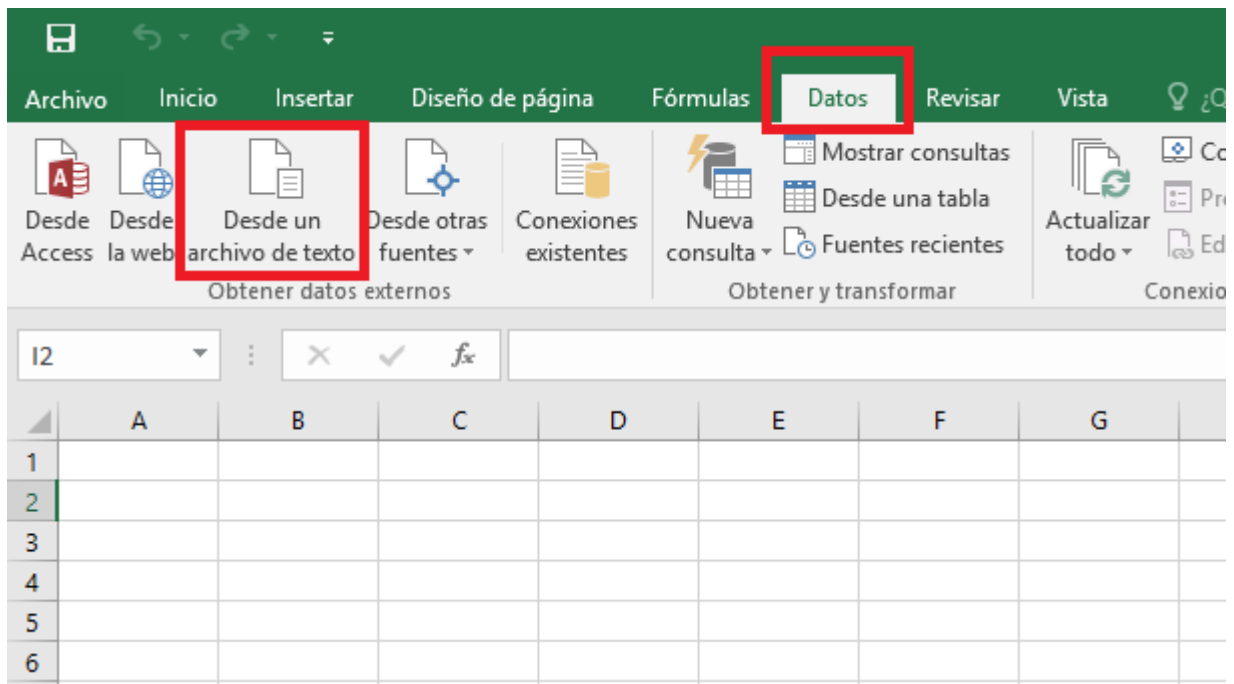 Archivo Inicio Insertar Diseño de página Fórmulas Datos Revisar Vista
Desde Access
Desde la web
Desde un archivo de texto
Desde otras fuentes
Conexiones existentes
Obtener datos externos
Nueva consulta
Mostrar consultas
Desde una tabla
Fuentes recientes
Obtener y transformar
Actualizar todo
I2
fx
A B C D E F G
1
2
3
4
5
6